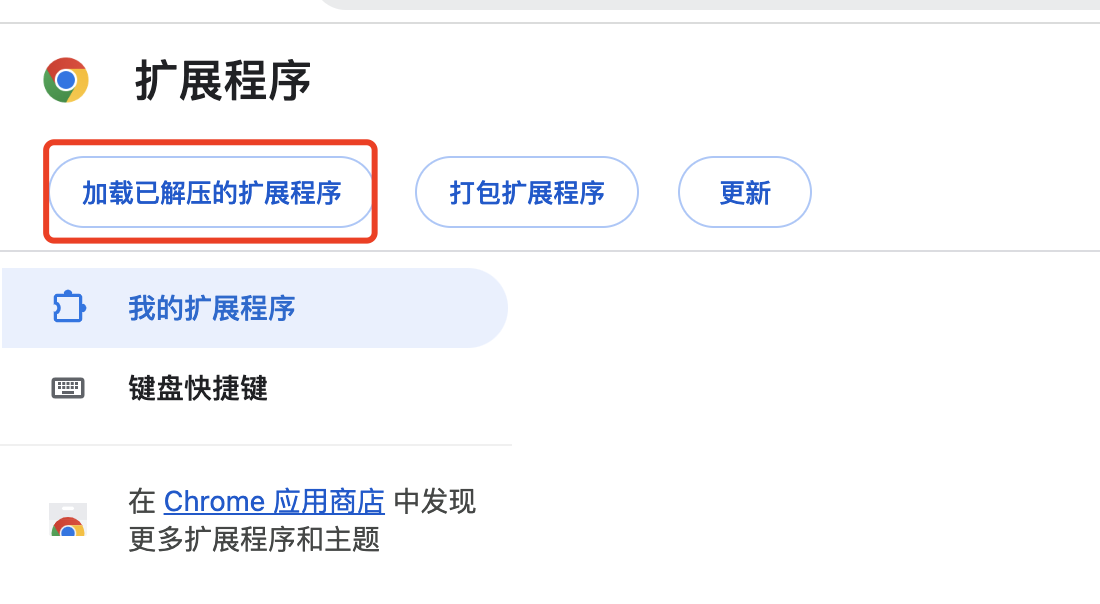 扩展程序
加载已解压的扩展程序 打包扩展程序 更新
我的扩展程序
键盘快捷键
在 Chrome 应用商店 中发现
更多扩展程序和主题